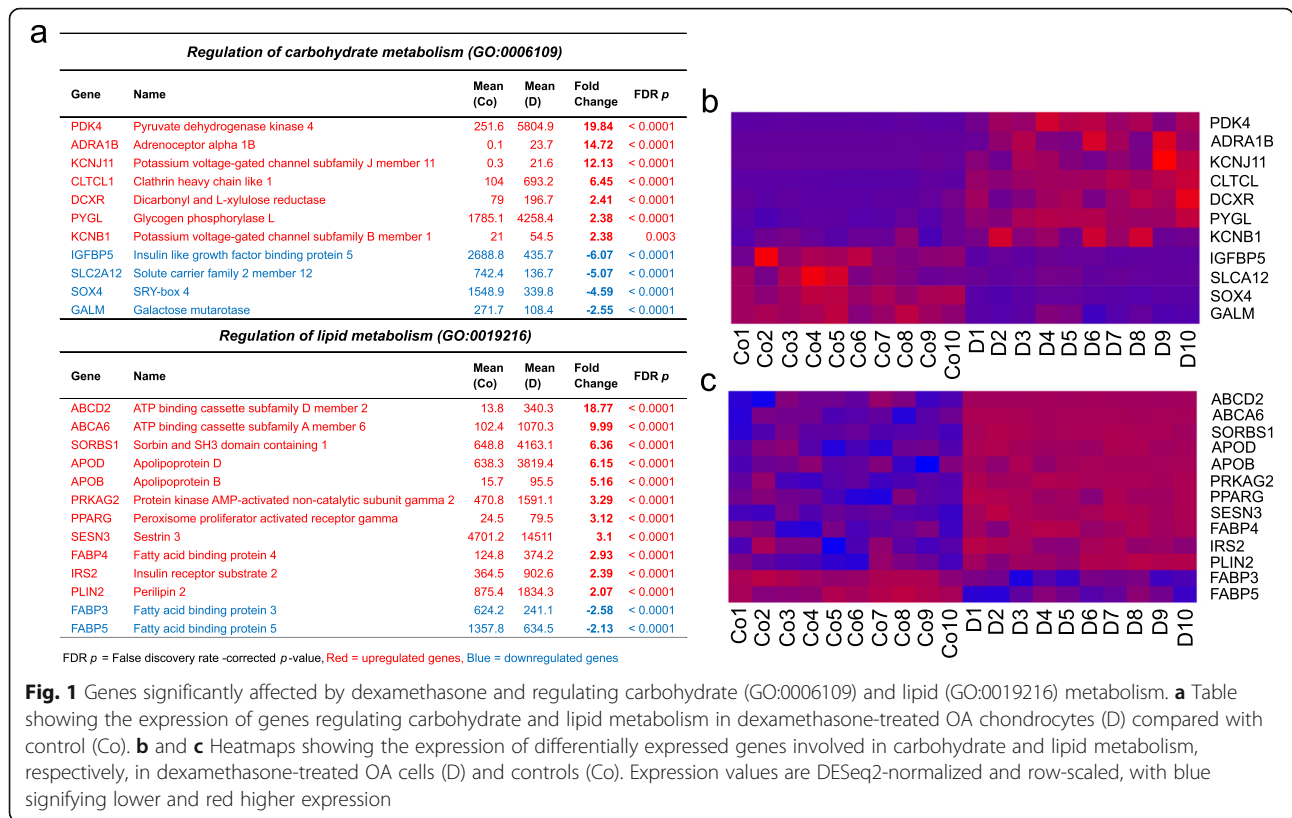 a
Regulation of carbohydrate metabolism (GO:0006109)
Gene Name Mean (Co) Mean (D) Fold Change FDR p
PDK4 Pyruvate dehydrogenase kinase 4 251.6 5804.9 19.84 < 0.0001
ADRA1B Adrenoceptor alpha 1B 0.1 23.7 14.72 < 0.0001
KCNJ11 Potassium voltage-gated channel subfamily J member 11 0.3 21.6 12.13 < 0.0001
CLTCL1 Clathrin heavy chain like 1 104 693.2 6.45 < 0.0001
DCXR Dicarbonyl and L-xylulose reductase 79 196.7 2.41 < 0.0001
PYGL Glycogen phosphorylase L 1785.1 4258.4 2.38 < 0.0001
KCNB1 Potassium voltage-gated channel subfamily B member 1 21 54.5 2.38 0.003
IGFBP5 Insulin like growth factor binding protein 5 2688.8 435.7 -6.07 < 0.0001
SLC2A12 Solute carrier family 2 member 12 742.4 136.7 -5.07 < 0.0001
SOX4 SRY-box 4 1548.9 339.8 -4.59 < 0.0001
GALM Galactose mutarotase 271.7 108.4 -2.55 < 0.0001
Regulation of lipid metabolism (GO:0019216)
Gene Name Mean (Co) Mean (D) Fold Change FDR p
ABCD2 ATP binding cassette subfamily D member 2 13.8 340.3 18.77 < 0.0001
ABCA6 ATP binding cassette subfamily A member 6 102.4 1070.3 9.99 < 0.0001
SORBS1 Sorbin and SH3 domain containing 1 648.8 4163.1 6.36 < 0.0001
APOD Apolipoprotein D 638.3 3819.4 6.15 < 0.0001
APOB Apolipoprotein B 15.7 95.5 5.16 < 0.0001
PRKAG2 Protein kinase AMP-activated non-catalytic subunit gamma 2 470.8 1591.1 3.29 < 0.0001
PPARG Peroxisome proliferator activated receptor gamma 24.5 79.5 3.12 < 0.0001
SESN3 Sestrin 3 4701.2 14511 3.1 < 0.0001
FABP4 Fatty acid binding protein 4 124.8 374.2 2.93 < 0.0001
IRS2 Insulin receptor substrate 2 364.5 902.6 2.39 < 0.0001
PLIN2 Perilipin 2 875.4 1834.3 2.07 < 0.0001
FABP3 Fatty acid binding protein 3 624.2 241.1 -2.58 < 0.0001
FABP5 Fatty acid binding protein 5 1357.8 634.5 -2.13 < 0.0001
FDR p = False discovery rate -corrected p-value, Red = upregulated genes, Blue = downregulated genes
b
PDK4
ADRA1B
KCNJ11
CLTCL
DCXR
PYGL
KCNB1
IGFBP5
SLCA12
SOX4
GALM
Co1 Co2 Co3 Co4 Co5 Co6 Co7 Co8 Co9 Co10 D1 D2 D3 D4 D5 D6 D7 D8 D9 D10
c
ABCD2
ABCA6
SORBS1
APOD
APOB
PRKAG2
PPARG
SESN3
FABP4
IRS2
PLIN2
FABP3
FABP5
Co1 Co2 Co3 Co4 Co5 Co6 Co7 Co8 Co9 Co10 D1 D2 D3 D4 D5 D6 D7 D8 D9 D10
Fig. 1 Genes significantly affected by dexamethasone and regulating carbohydrate (GO:0006109) and lipid (GO:0019216) metabolism. a Table
showing the expression of genes regulating carbohydrate and lipid metabolism in dexamethasone-treated OA chondrocytes (D) compared with
control (Co). b and c Heatmaps showing the expression of differentially expressed genes involved in carbohydrate and lipid metabolism,
respectively, in dexamethasone-treated OA cells (D) and controls (Co). Expression values are DESeq2-normalized and row-scaled, with blue
signifying lower and red higher expression